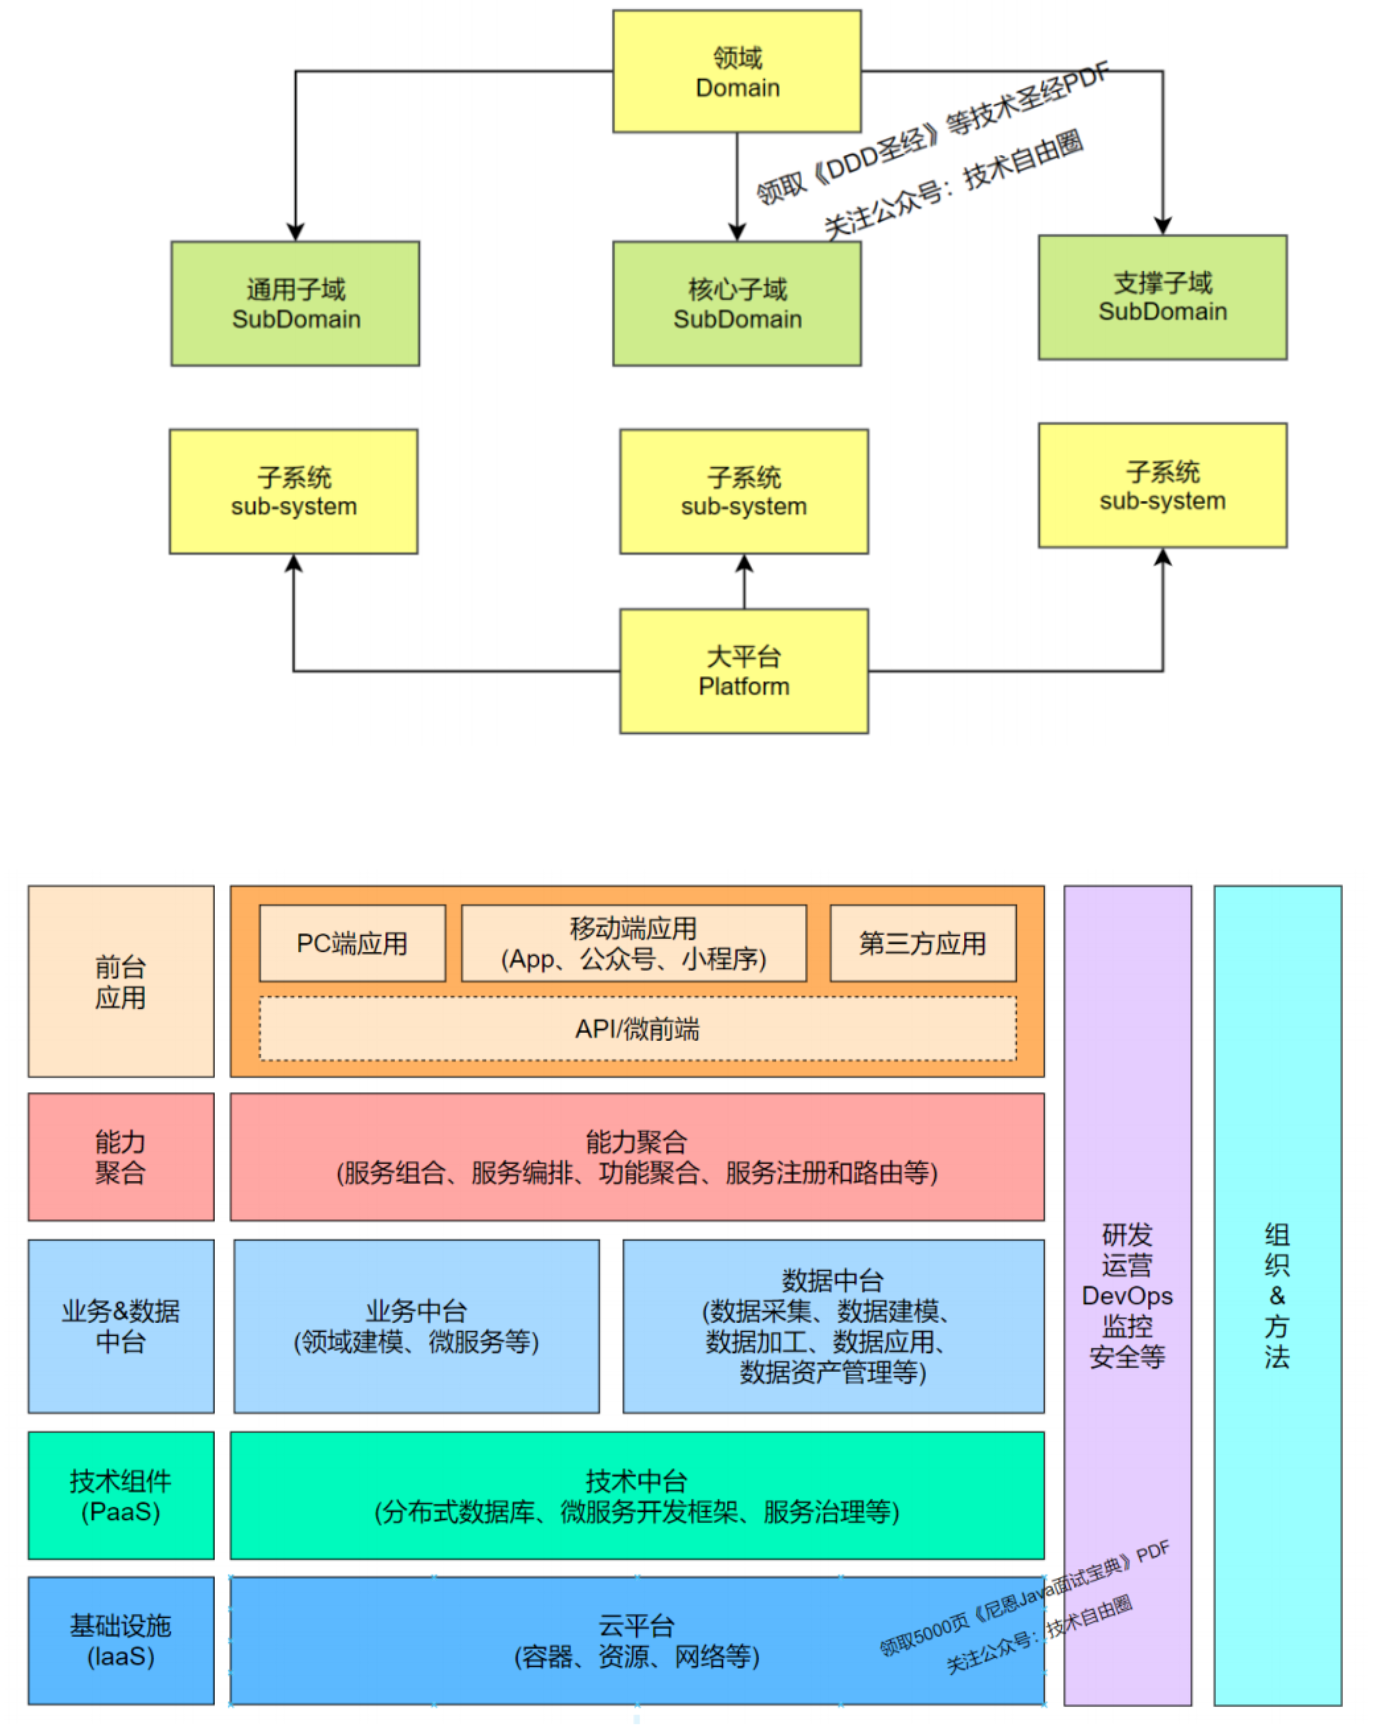 领域
Domain
领取《DDD圣经》等技术圣经PDF
关注公众号：技术自由圈
通用子域
SubDomain
核心子域
SubDomain
支撑子域
SubDomain
子系统
sub-system
子系统
sub-system
子系统
sub-system
大平台
Platform
前台
应用
PC端应用
移动端应用
(App、公众号、小程序)
第三方应用
API/微前端
能力
聚合
能力聚合
(服务组合、服务编排、功能聚合、服务注册和路由等)
业务&数据
中台
业务中台
(领域建模、微服务等)
数据中台
(数据采集、数据建模、
数据加工、数据应用、
数据资产管理等)
技术组件
(PaaS)
技术中台
(分布式数据库、微服务开发框架、服务治理等)
基础设施
(IaaS)
云平台
(容器、资源、网络等)
领取5000页《尼恩Java面试宝典》PDF
关注公众号：技术自由圈
研发
运营
DevOps
监控
安全等
组
织
&
方
法